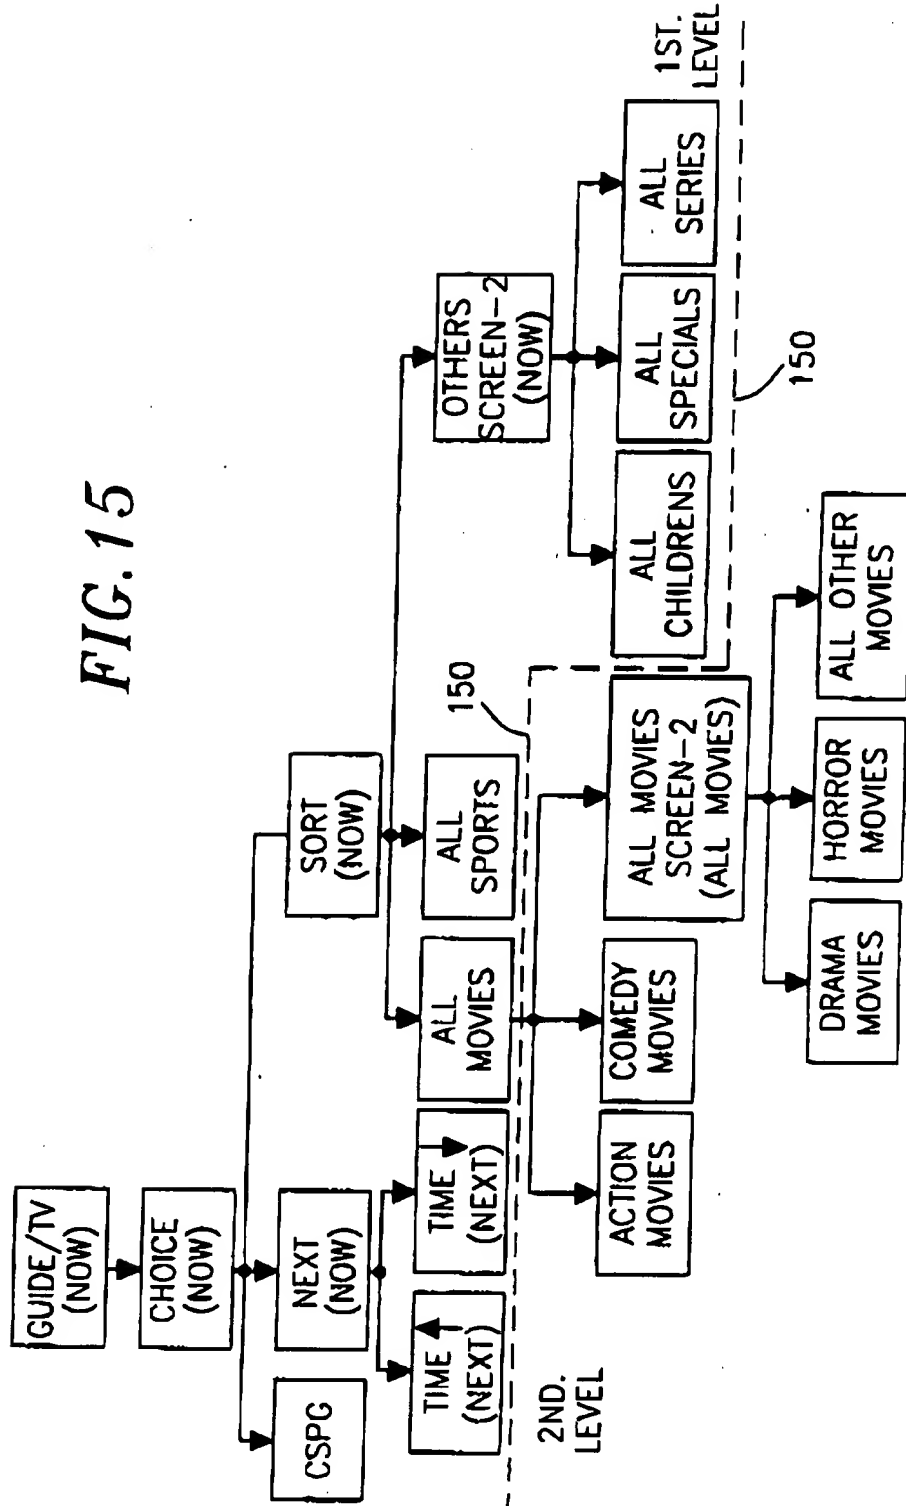 FIG. 15
GUIDE/TV
(NOW)
CHOICE
(NOW)
CSPG
NEXT
(NOW)
SORT
(NOW)
TIME
(NEXT)
TIME
(NEXT)
ALL
MOVIES
ALL
SPORTS
OTHERS
SCREEN-2
(NOW)
150
2ND.
LEVEL
ACTION
MOVIES
COMEDY
MOVIES
ALL MOVIES
SCREEN-2
(ALL MOVIES)
ALL
CHILDRENS
ALL
SPECIALS
ALL
SERIES
1ST.
LEVEL
150
DRAMA
MOVIES
HORROR
MOVIES
ALL OTHER
MOVIES